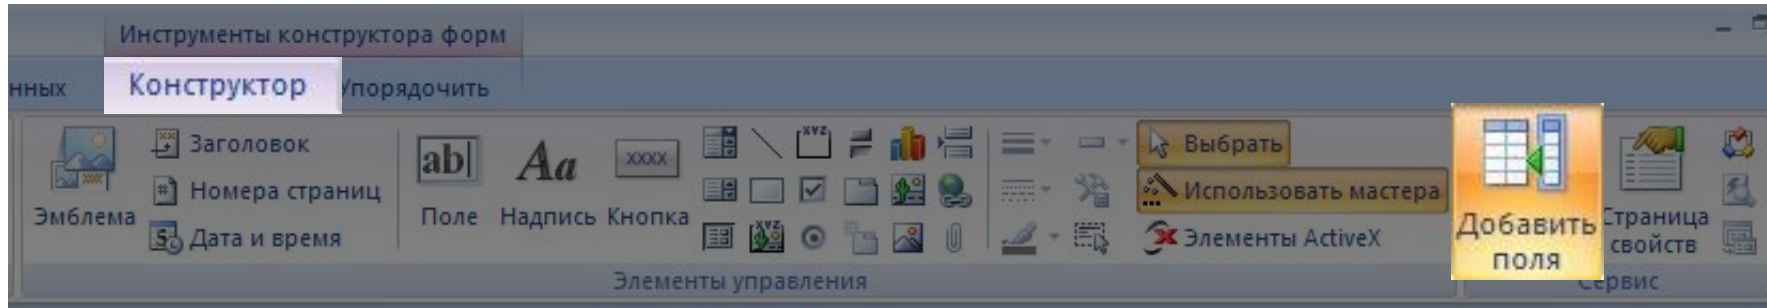 Инструменты конструктора форм
нных Конструктор Упорядочить
Эмблема
Заголовок
Номера страниц
Дата и время
ab|
Поле
Aa
Надпись
XXXX
Кнопка
Выбрать
Использовать мастера
Элементы ActiveX
Элементы управления
Добавить
поля
Страница
свойств
Сервис